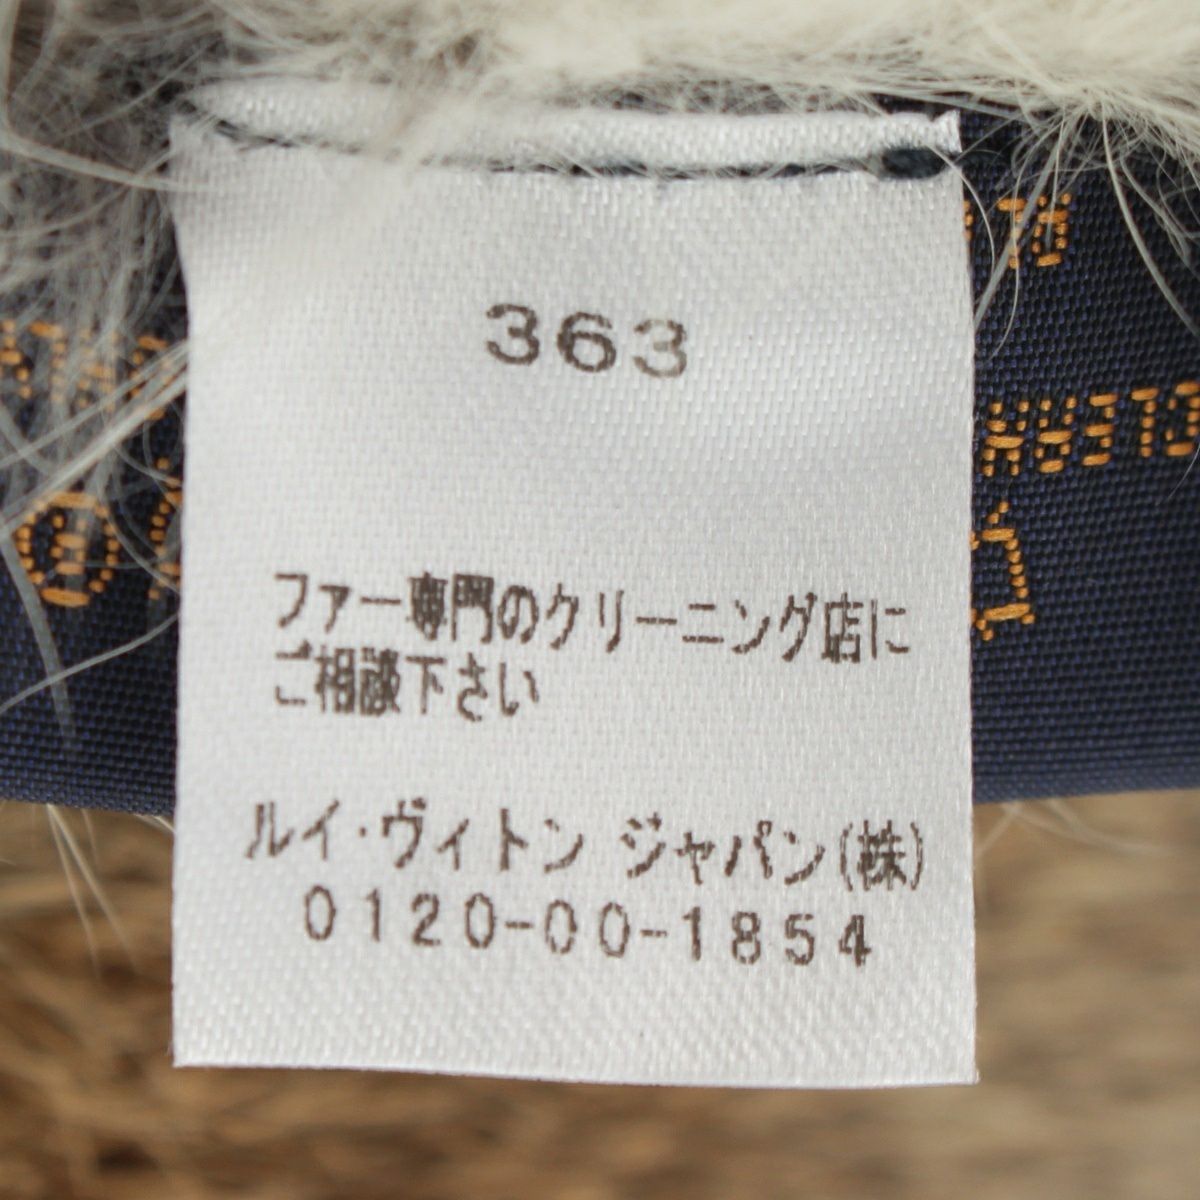 363
ファー専門のクリーニング店に
ご相談下さい
ルイ・ヴィトン ジャパン(株)
0120-00-1854